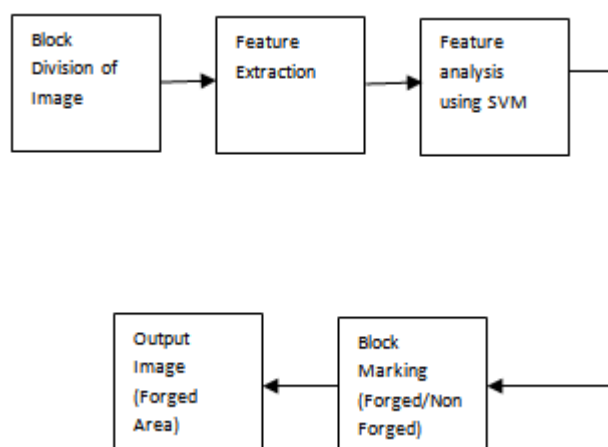 Block
Division of
Image
Feature
Extraction
Feature
analysis
using SVM
Output
Image
(Forged
Area)
Block
Marking
(Forged/Non
Forged)